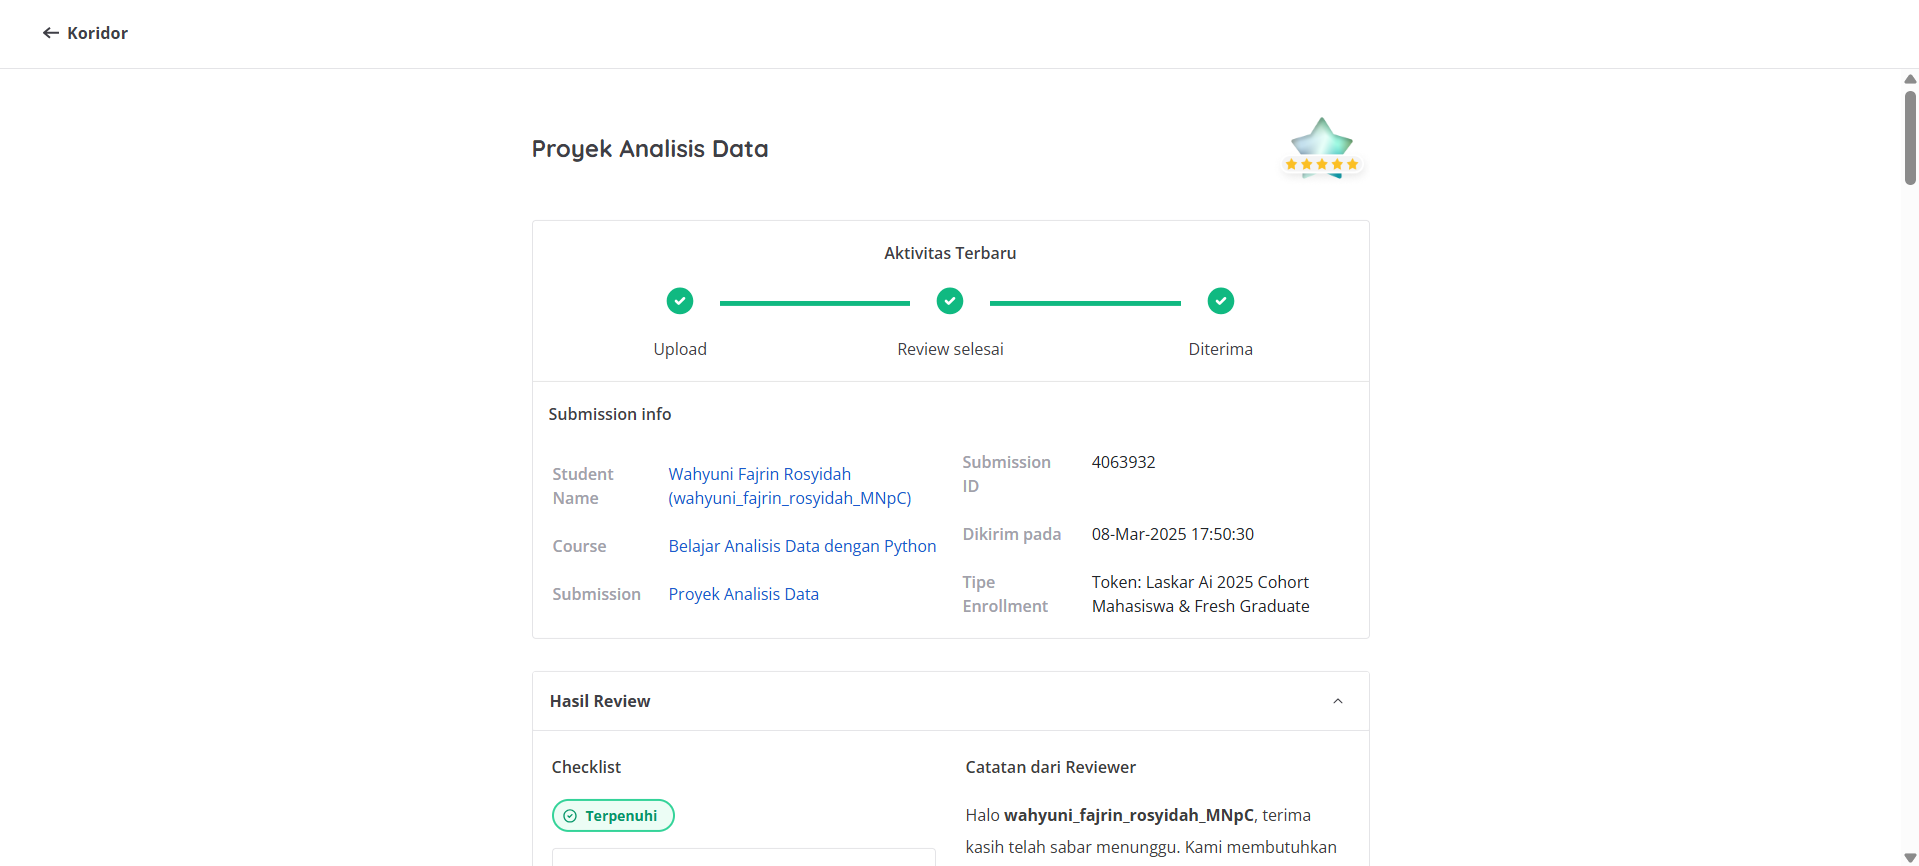 Koridor
Proyek Analisis Data
Aktivitas Terbaru
Upload
Review selesai
Diterima
Submission info
Student Name
Wahyuni Fajrin Rosyidah
(wahyuni_fajrin_rosyidah_MNpC)
Course
Belajar Analisis Data dengan Python
Submission
Proyek Analisis Data
Submission ID
4063932
Dikirim pada
08-Mar-2025 17:50:30
Tipe Enrollment
Token: Laskar Ai 2025 Cohort
Mahasiswa & Fresh Graduate
Hasil Review
Checklist
Terpenuhi
Catatan dari Reviewer
Halo wahyuni_fajrin_rosyidah_MNpC, terima
kasih telah sabar menunggu. Kami membutuhkan